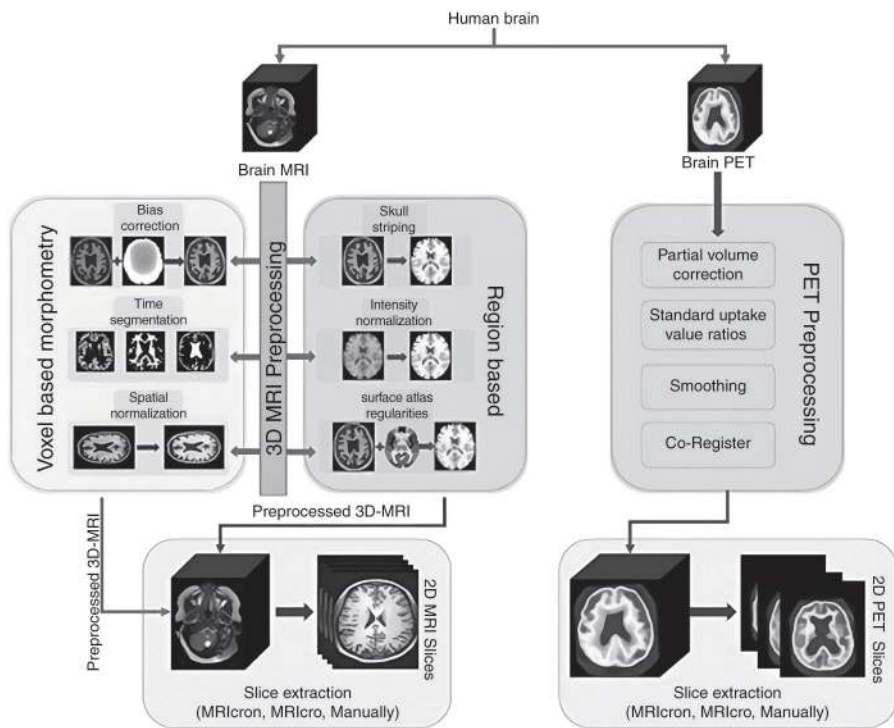 Human brain
Brain MRI
Brain PET
Voxel based morphometry
Bias
correction
Time
segmentation
Spatial
normalization
3D MRI Preprocessing
Skull
striping
Intensity
normalization
surface atlas
regularities
Region based
Partial volume
correction
Standard uptake
value ratios
Smoothing
Co-Register
PET Preprocessing
Preprocessed 3D-MRI
Preprocessed 3D-MRI
2D MRI Slices
Slice extraction
(MRIcron, MRIcro, Manually)
2D PET
Slices
Slice extraction
(MRIcron, MRIcro, Manually)